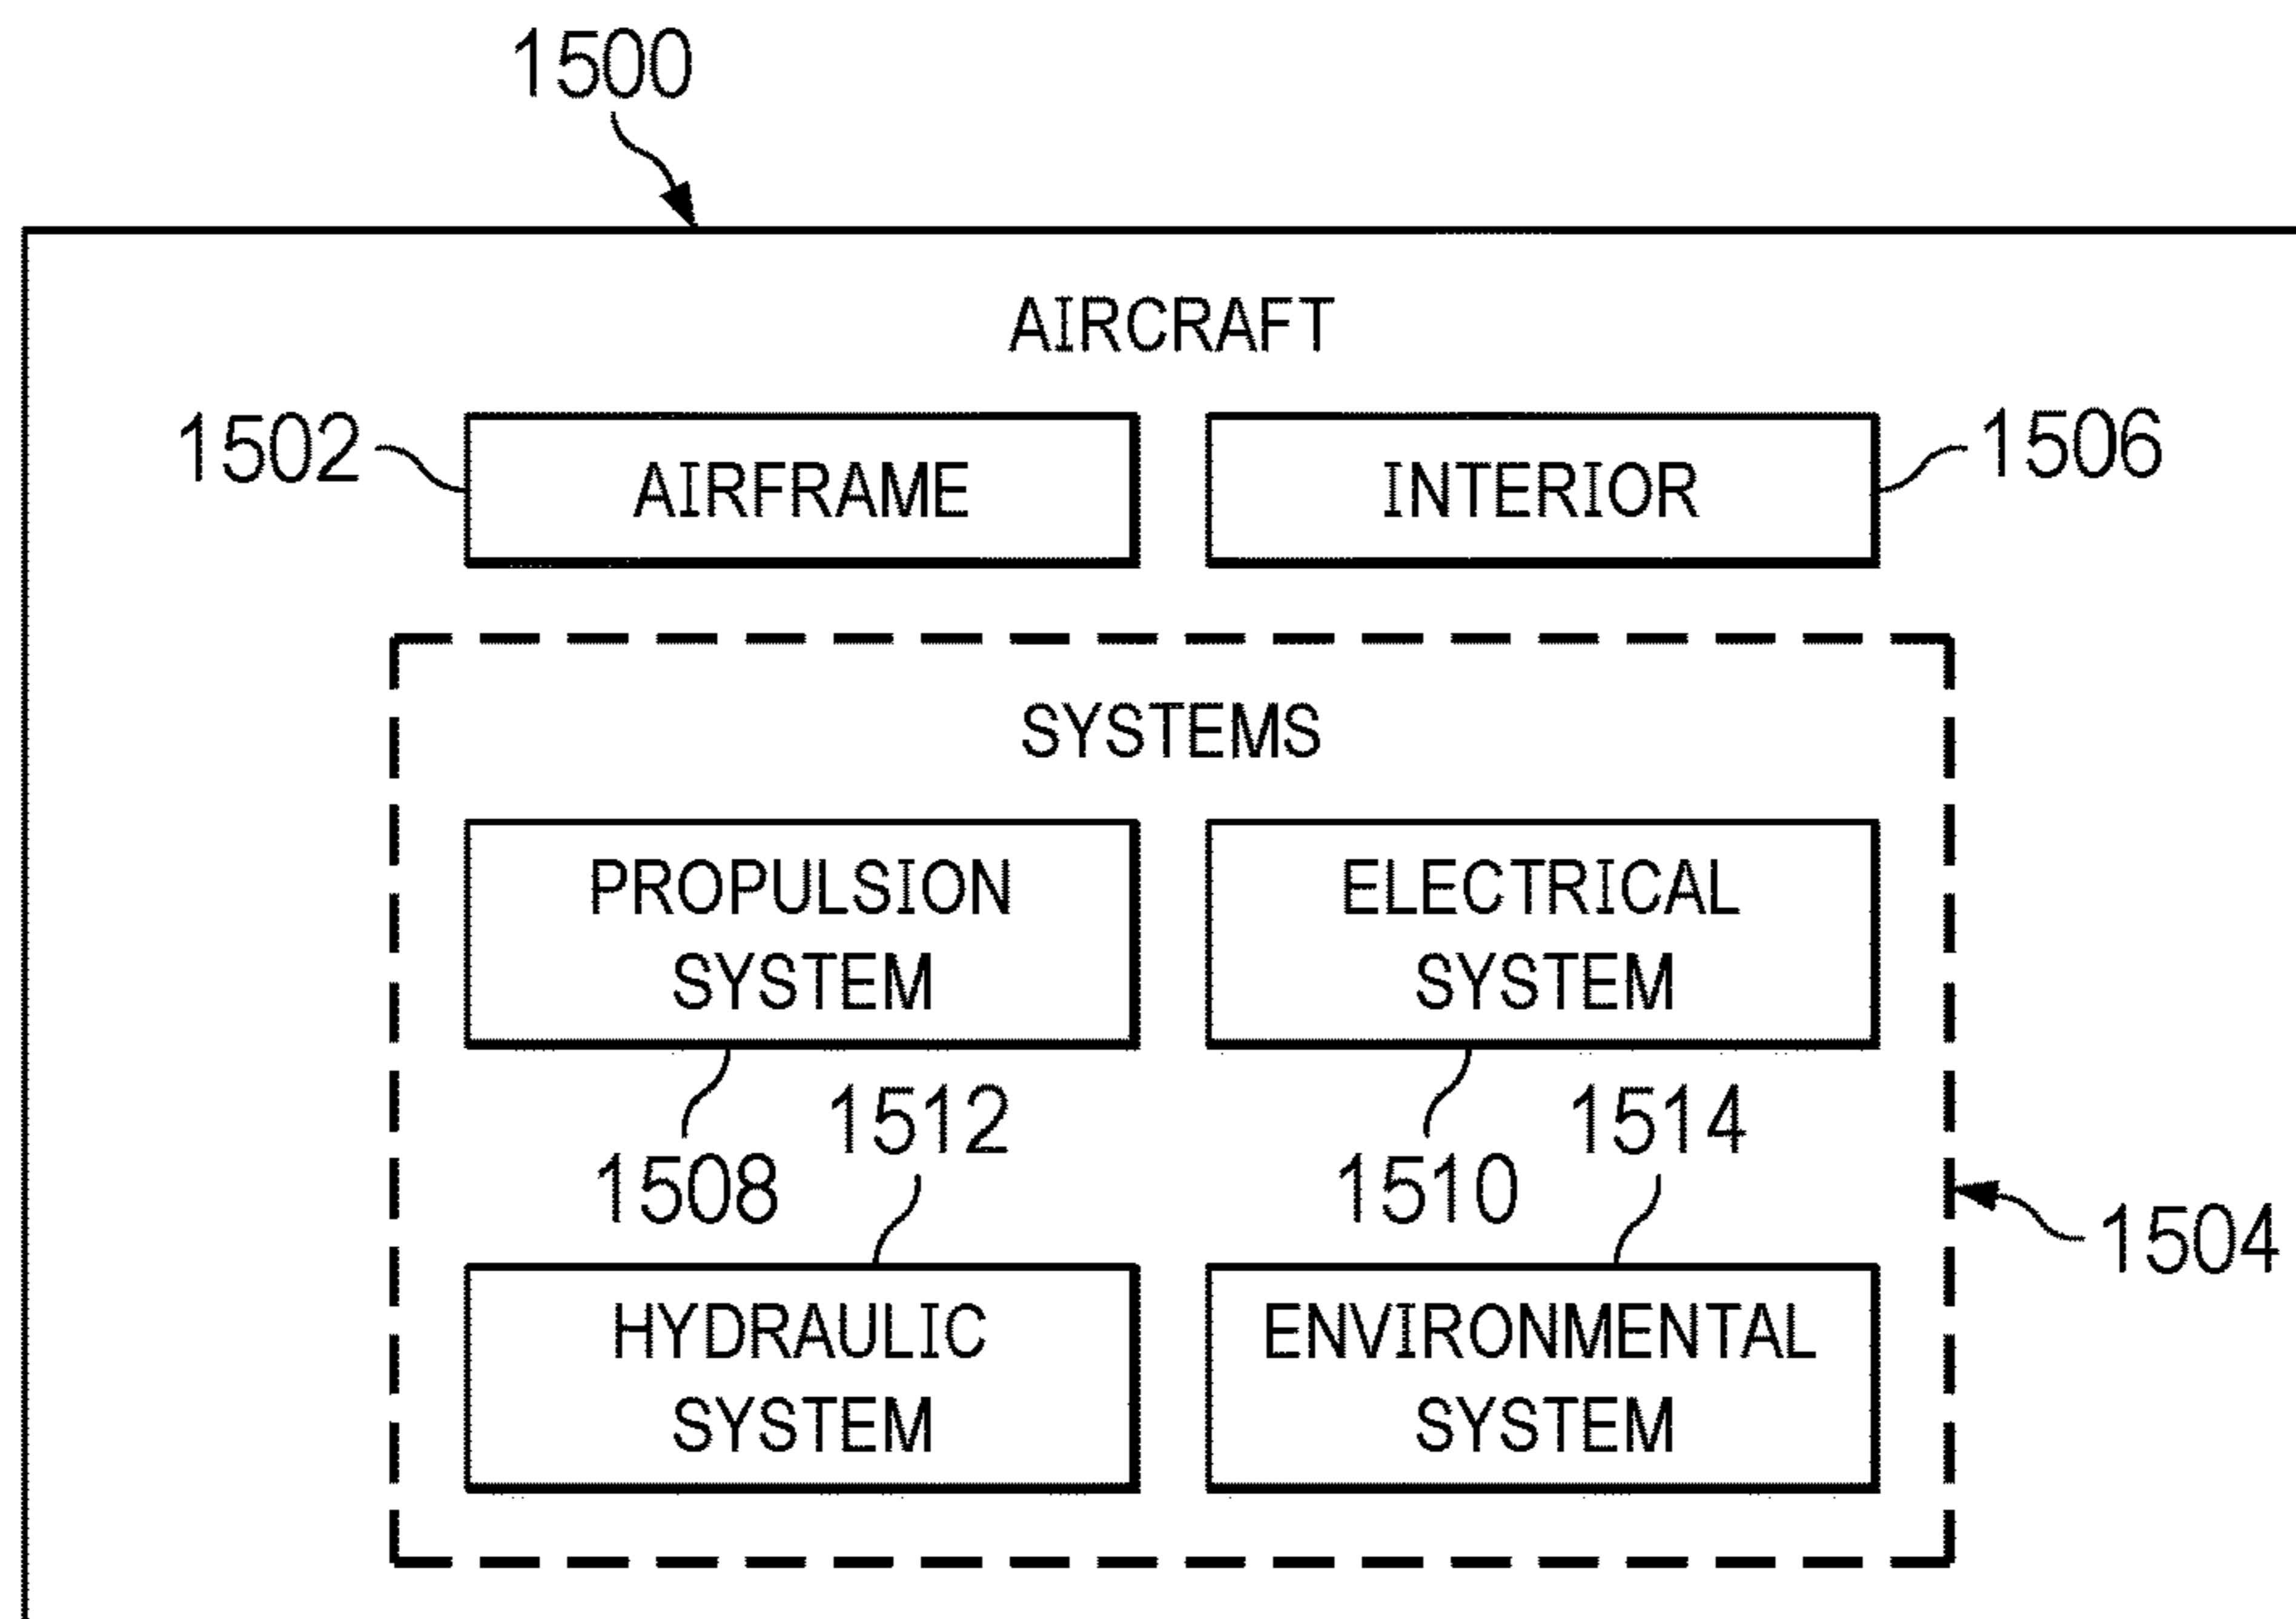 1500
AIRCRAFT
1502
AIRFRAME
INTERIOR
1506
SYSTEMS
PROPULSION
SYSTEM
ELECTRICAL
SYSTEM
1508
1512
1510
1514
1504
HYDRAULIC
SYSTEM
ENVIRONMENTAL
SYSTEM